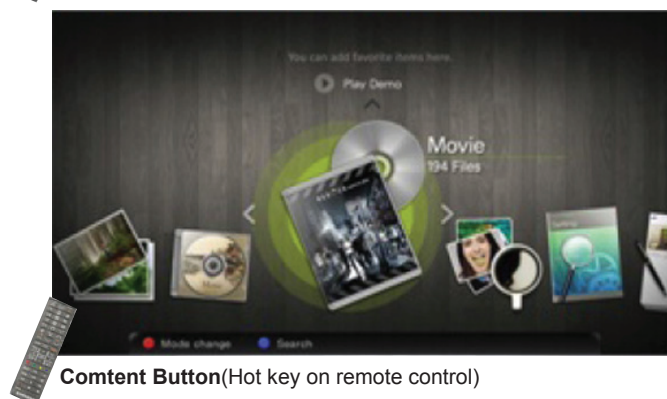 You can add favorite items here.
Play Demo
Movie
194 Files
Mode change Search
Comtent Button(Hot key on remote control)